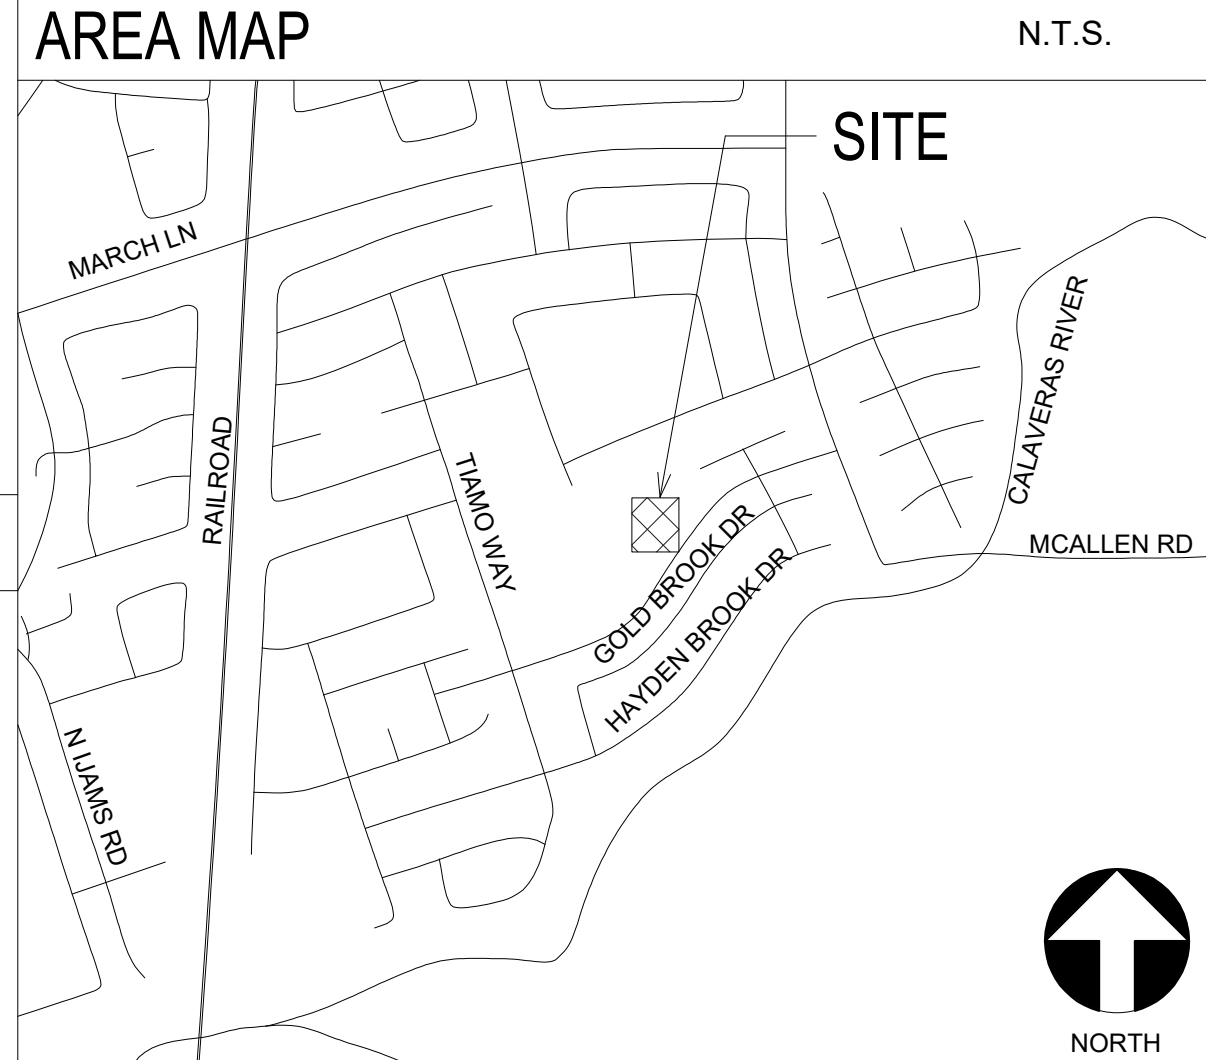 AREA MAP
N.T.S.
SITE
MARCH LN
CALAVERAS RIVER
RAILROAD
TIAMO WAY
GOLD BROOK DR
MCALLEN RD
HAYDEN BROOK DR
N IJAMS RD
NORTH